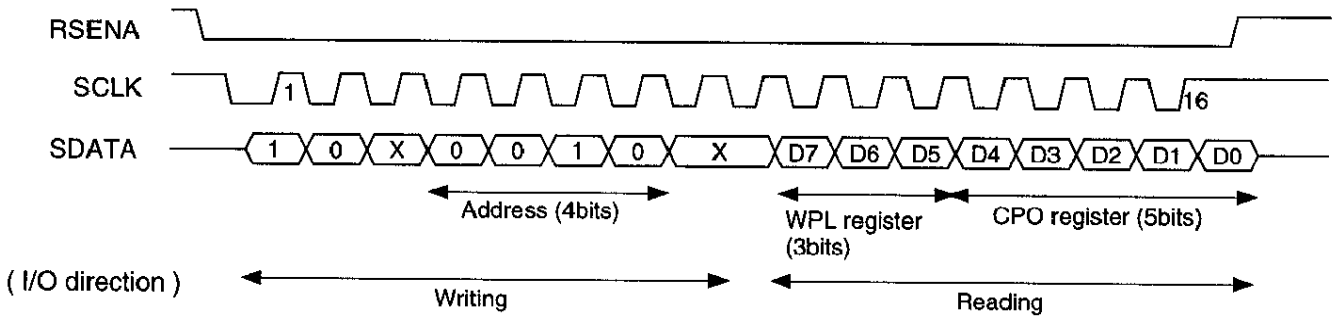 RSENA
SCLK 1 16
SDATA 1 0 X 0 0 1 0 X D7 D6 D5 D4 D3 D2 D1 D0
Address (4bits) WPL register CPO register (5bits)
(3bits)
( I/O direction ) Writing Reading